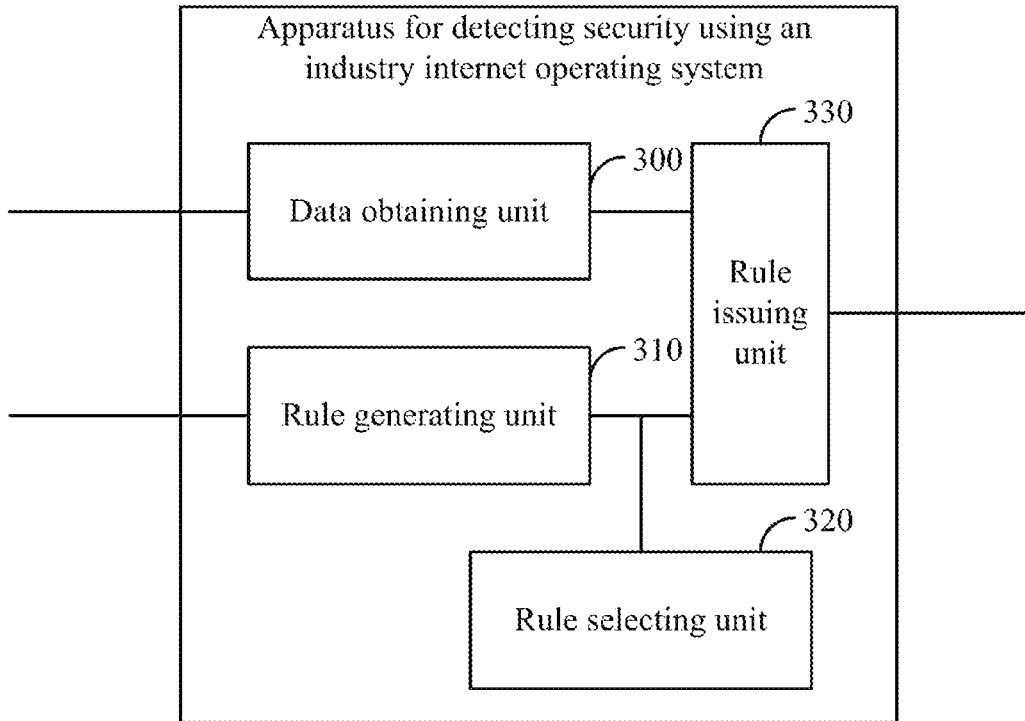 Apparatus for detecting security using an
industry internet operating system
330
300
Data obtaining unit
Rule
issuing
unit
310
Rule generating unit
320
Rule selecting unit